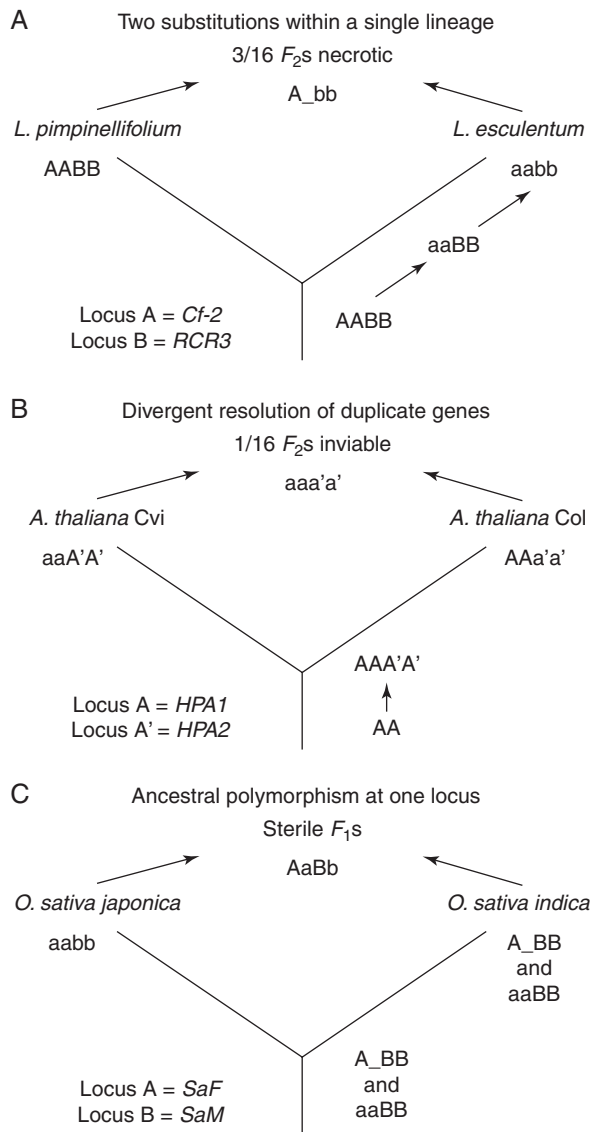 A Two substitutions within a single lineage
3/16 F₂s necrotic
A_bb
L. pimpinellifolium L. esculentum
AABB aabb
aaBB
AABB
Locus A = Cf-2
Locus B = RCR3
B Divergent resolution of duplicate genes
1/16 F₂s inviable
aaa'a'
A. thaliana Cvi A. thaliana Col
aaA'A' AAa'a'
AAA'A'
Locus A = HPA1
Locus A' = HPA2
AA
C Ancestral polymorphism at one locus
Sterile F₁s
AaBb
O. sativa japonica O. sativa indica
aabb A_BB
and
aaBB
A_BB
and
aaBB
Locus A = SaF
Locus B = SaM